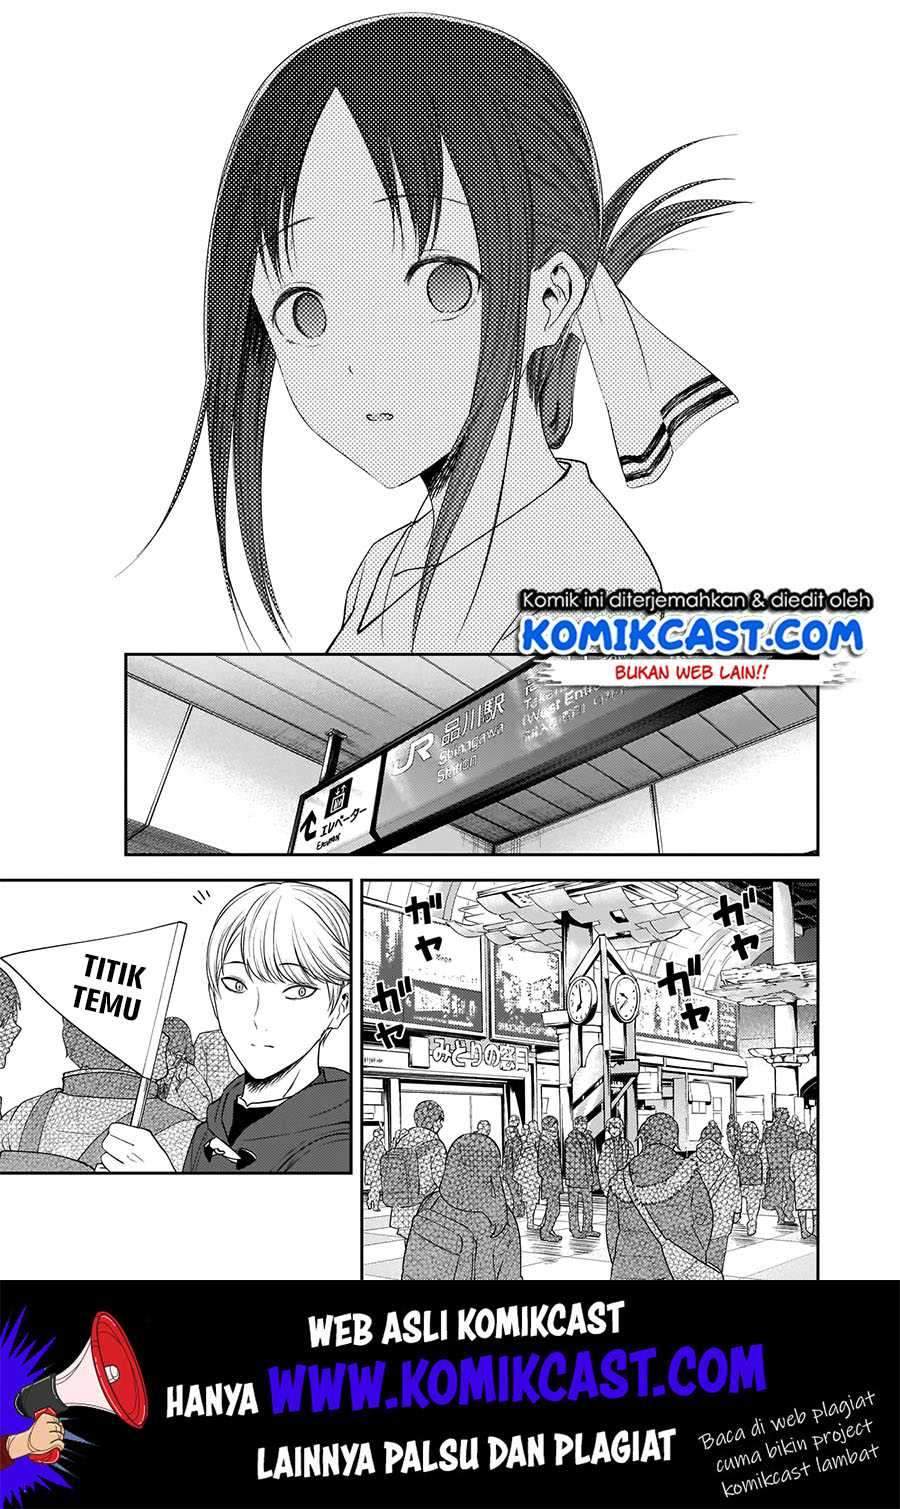 Komik ini diterjemahkan & diedit oleh
KOMIKCAST.COM
BUKAN WEB LAIN!!
JR
品川駅
Shinagawa
Station
(West
エレベーター
Elevator
ガヤ
ガヤ
ガヤ
ガヤ
みどりの窓口
TITIK
TEMU
WEB ASLI KOMIKCAST
HANYA WWW.KOMIKCAST.COM
LAINNYA PALSU DAN PLAGIAT
Baca di web plagiat
cuma bikin project
komikcast lambat